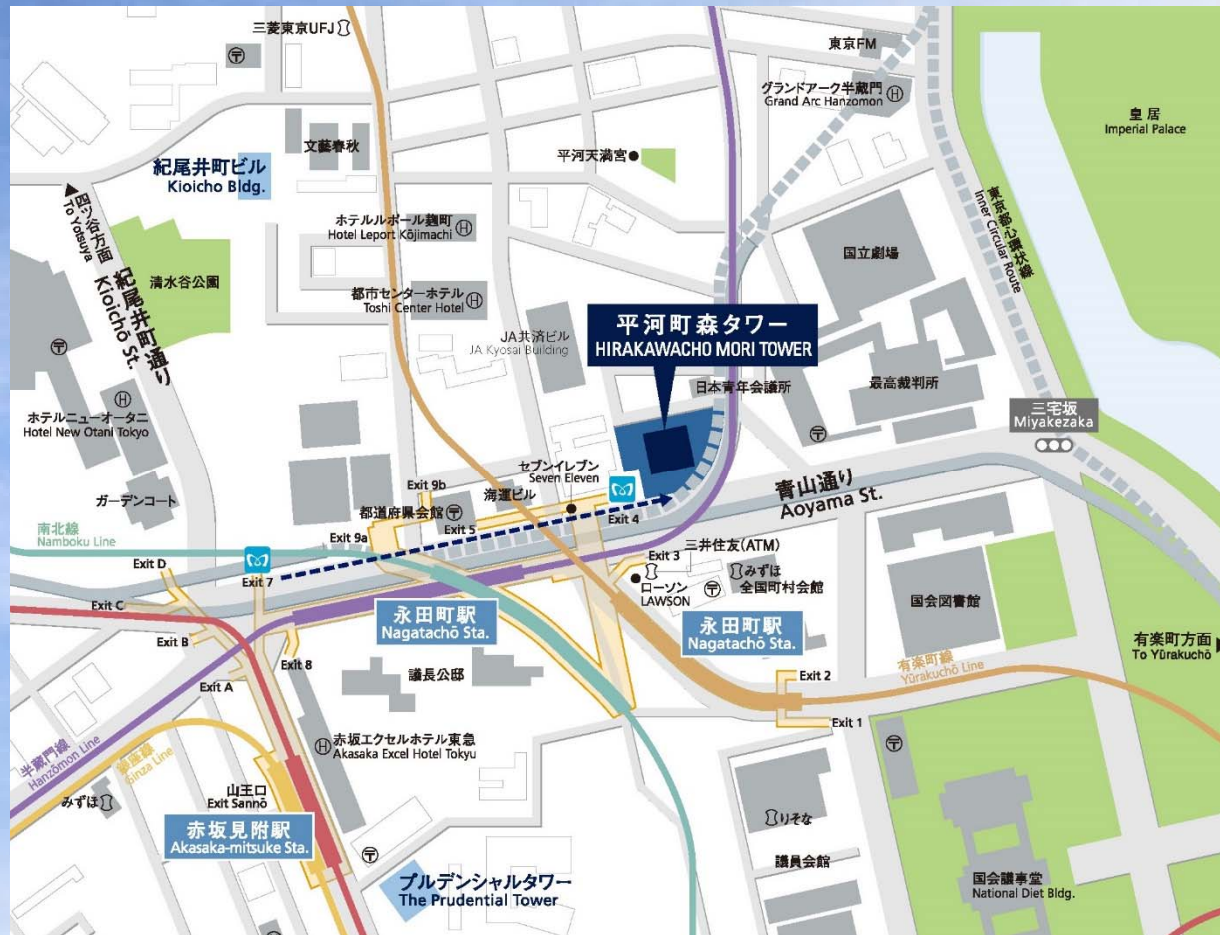 三菱東京UFJ
東京FM
グランドアーク半蔵門
Grand Arc Hanzomon
皇居
Imperial Palace
文藝春秋
平河天満宮
紀尾井町ビル
Kioicho Bldg.
四ッ谷方面
To Yotsuya
東京都心環状線
Inner Circular Route
ホテルルポール麹町
Hotel Leport Kōjimachi
国立劇場
清水谷公園
紀尾井町通り
Kioicho St.
都市センターホテル
Toshi Center Hotel
平河町森タワー
HIRAKAWACHO MORI TOWER
JA共済ビル
JA Kyosai Building
日本青年会議所
最高裁判所
三宅坂
Miyakezaka
ホテルニューオータニ
Hotel New Otani Tokyo
セブンイレブン
Seven Eleven
青山通り
Aoyama St.
ガーデンコート
Exit 9b
海運ビル
都道府県会館
Exit 4
Exit 5
南北線
Namboku Line
Exit 9a
Exit D
Exit 7
Exit 3
三井住友(ATM)
みずほ
ローソン
LAWSON
全国町村会館
Exit C
国会図書館
永田町駅
Nagatachō Sta.
永田町駅
Nagatachō Sta.
Exit B
有楽町方面
To Yūrakuchō
Exit 8
Exit A
議長公邸
Exit 2
有楽町線
Yūrakuchō Line
Exit 1
半蔵門線
Hanzōmon Line
銀座線
Ginza Line
赤坂エクセルホテル東急
Akasaka Excel Hotel Tokyu
みずほ
山王口
Exit Sannō
赤坂見附駅
Akasaka-mitsuke Sta.
りそな
議員会館
プルデンシャルタワー
The Prudential Tower
国会議事堂
National Diet Bldg.